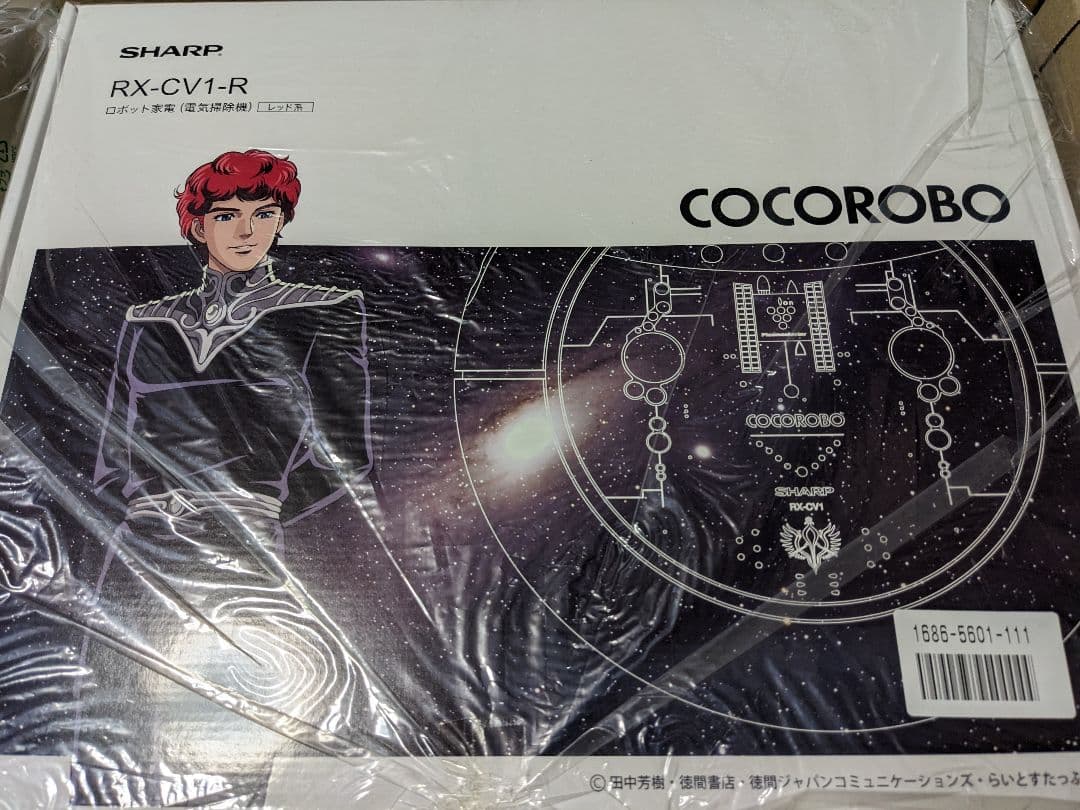 SHARP
RX-CV1-R
ロボット家電（電気掃除機） レッド系
COCOROBO
Ion
COCOROBO
SHARP
RX-CV1
1686-5601-111
©田中芳樹・徳間書店・徳間ジャパンコミュニケーションズ・らいとすたっふ